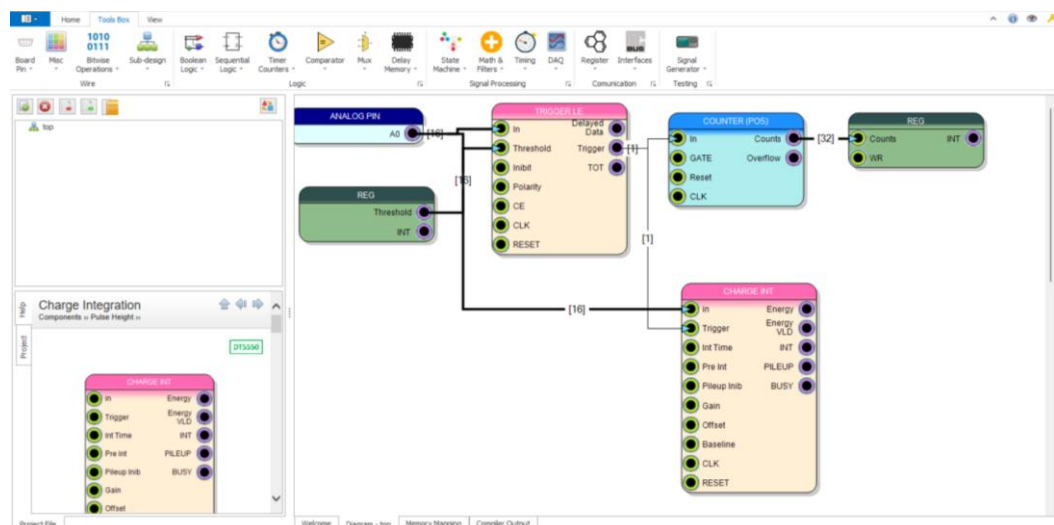 Home Tools Box View
1010
0111
Board
Pin
Misc
Bitwise
Operations
Sub-design
Boolean
Logic
Sequential
Logic
Timer
Counters
Comparator
Mux
Delay
Memory
State
Machine
Math &
Filters
Timing
DAQ
Register
BUS
Interfaces
Signal
Generator
Wire
Logic
Signal Processing
Comunication
Testing
top
Help
Project
Charge Integration
Components
Pulse Height
DT5550
CHARGE INT
In Energy
Trigger Energy
VLD
Int Time INT
Pre Int PILEUP
Pileup Inib BUSY
Gain
Offset
Project File
ANALOG PIN
A0
[16]
REG
Threshold
INT
[16]
TRIGGER LE
In Delayed
Data
Threshold Trigger
Inibit TOT
Polarity
CE
CLK
RESET
[1]
COUNTER (POS)
In Counts
GATE Overflow
Reset
CLK
[32]
REG
Counts INT
WR
[1]
[16]
CHARGE INT
In Energy
Trigger Energy
VLD
Int Time INT
Pre Int PILEUP
Pileup Inib BUSY
Gain
Offset
Baseline
CLK
RESET
Welcome Diagram - top Memory Mapping Compiler Output